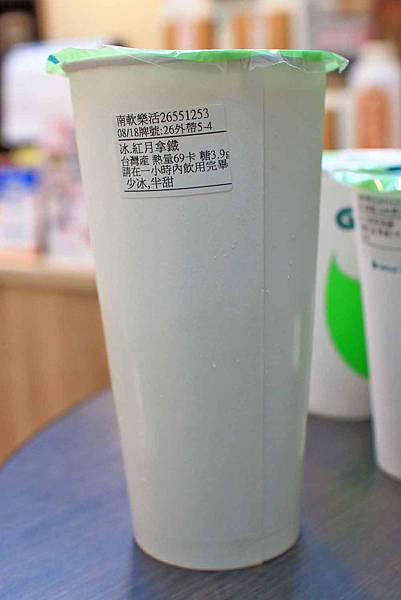 南軟樂活26551253
08/18牌號:26外帶5-4
冰.紅月拿鐵
台灣產 熱量69卡 糖3.9g
請在一小時內飲用完畢
少冰,半甜
G